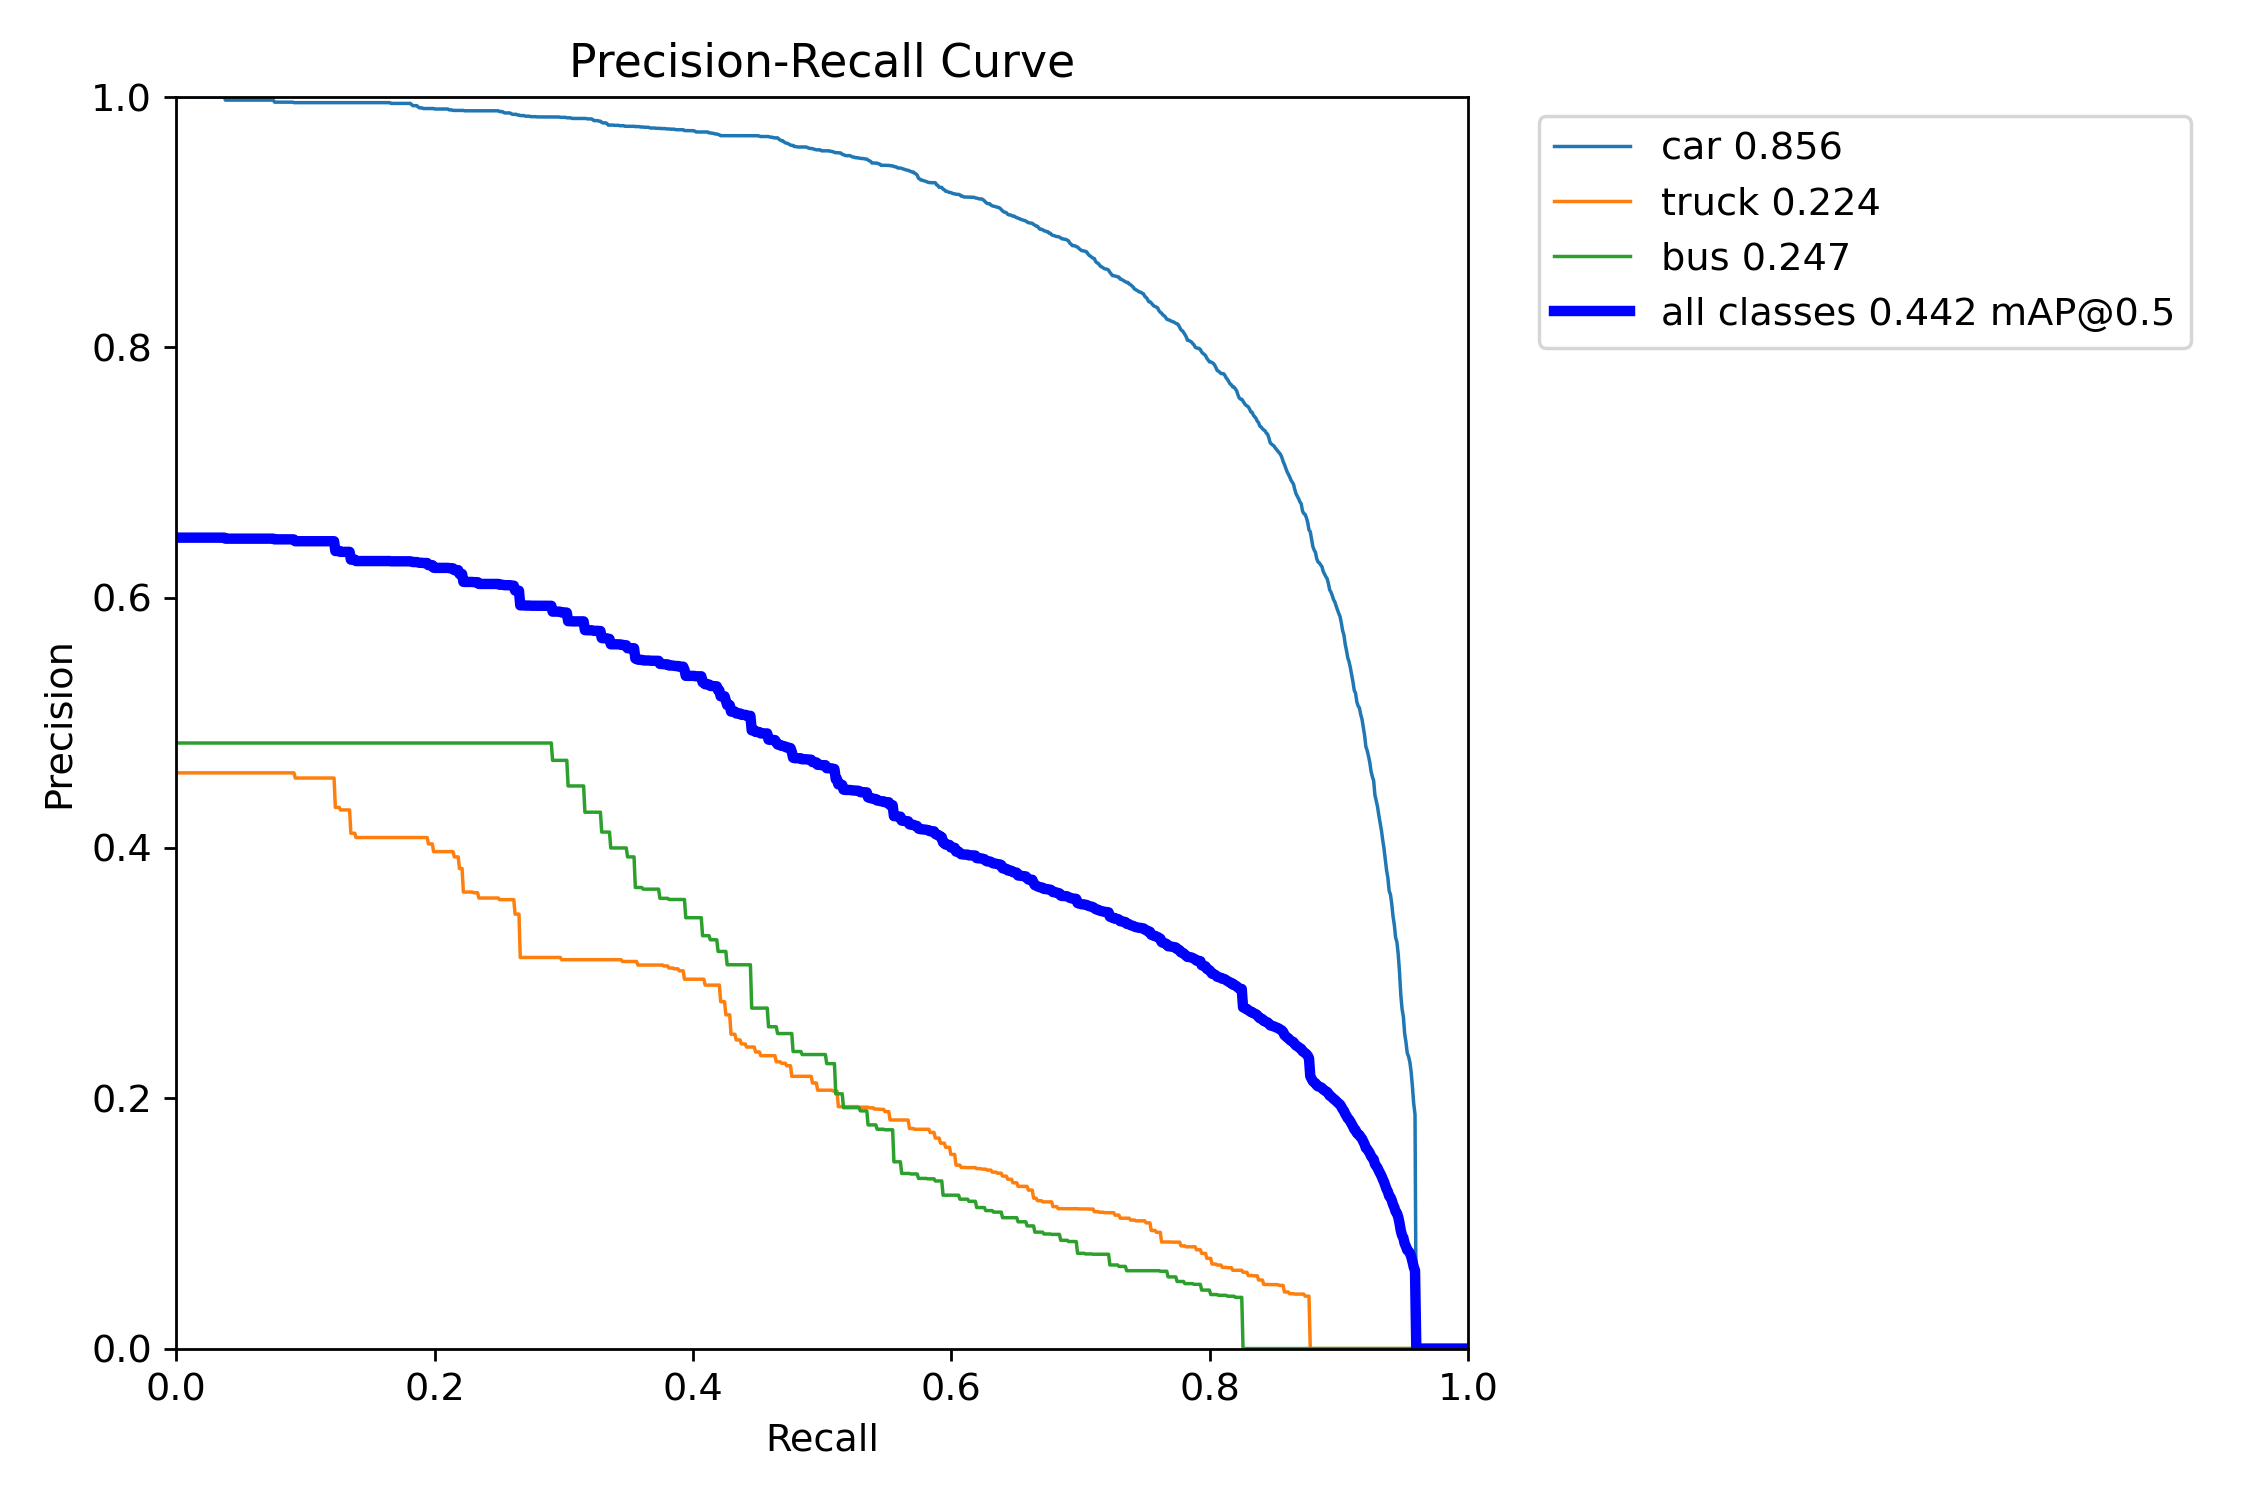 Precision-Recall Curve
1.0
0.8
0.6
0.4
0.2
0.0
Precision
0.0 0.2 0.4 0.6 0.8 1.0
Recall
car 0.856
truck 0.224
bus 0.247
all classes 0.442 mAP@0.5